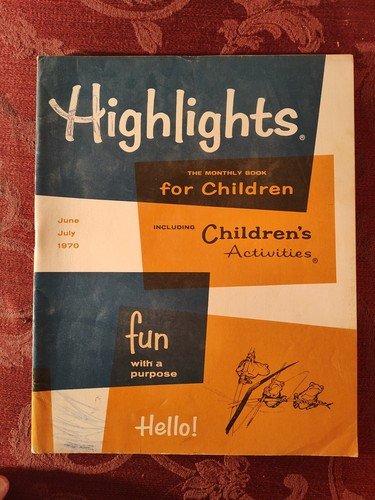 Highlights®
THE MONTHLY BOOK
for Children
June
July
1970
INCLUDING
Children's
Activities®
fun
with a
purpose
Hello!